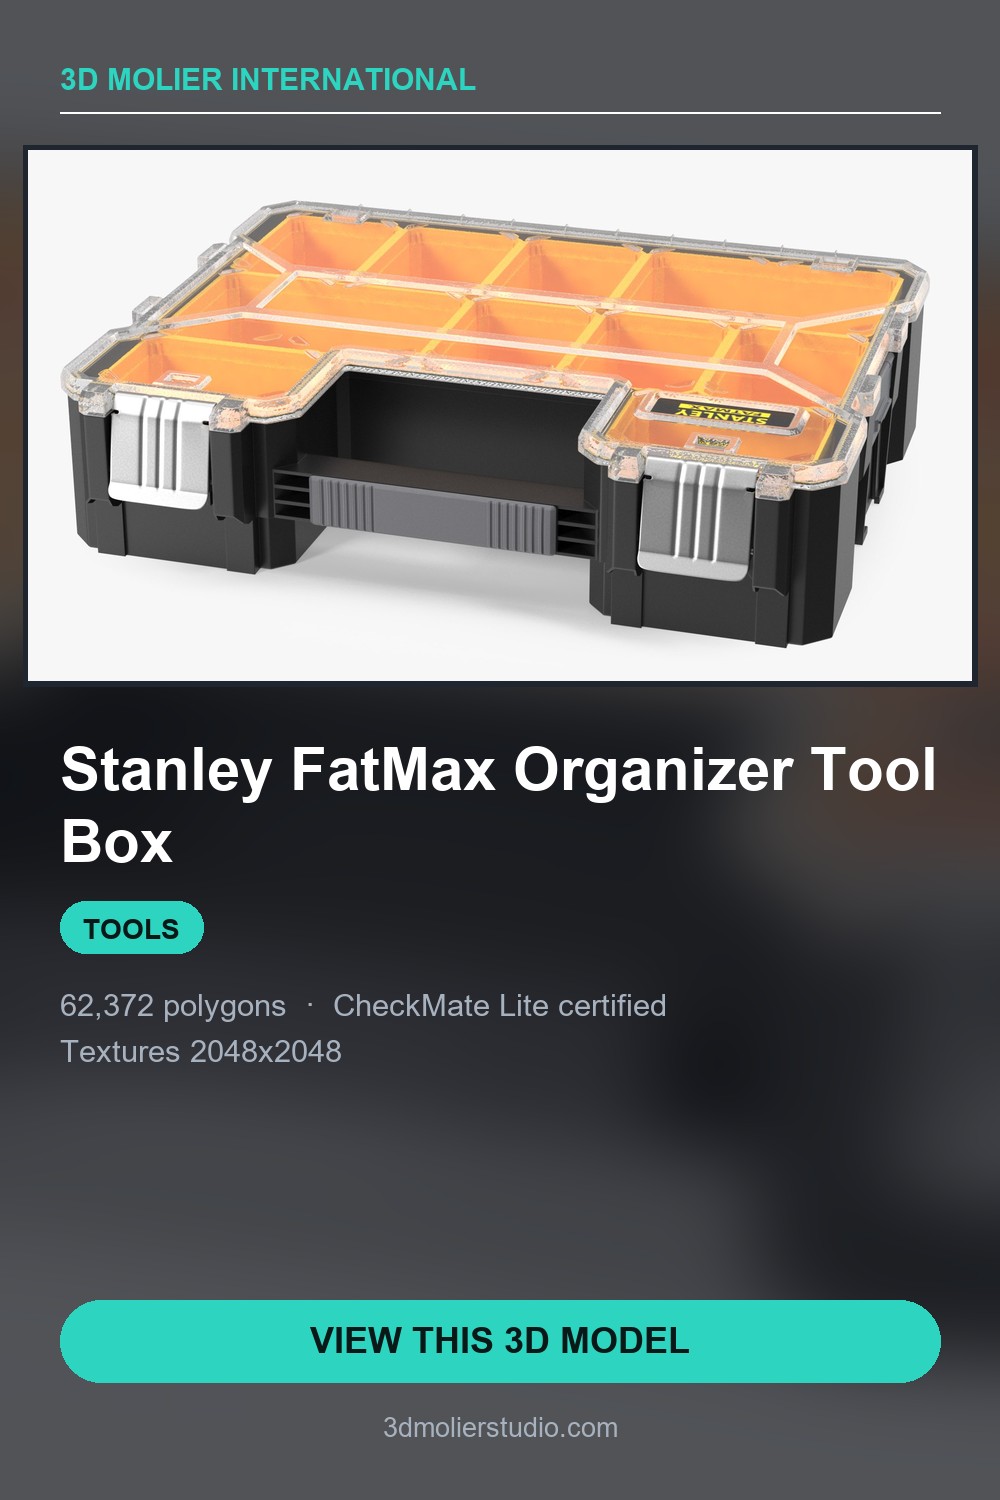 3D MOLIER INTERNATIONAL
STANLEY
FATMAX
Stanley FatMax Organizer Tool
Box
TOOLS
62,372 polygons · CheckMate Lite certified
Textures 2048x2048
VIEW THIS 3D MODEL
3dmolierstudio.com